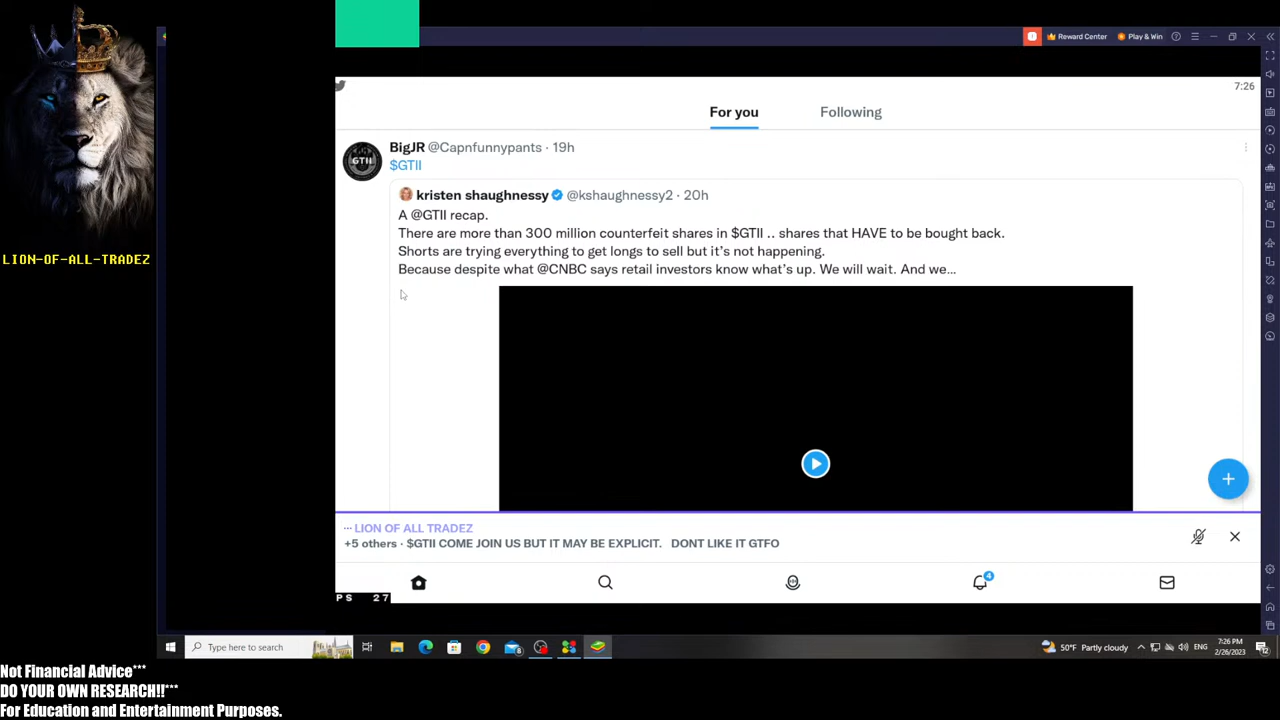 Reward Center
Play & Win
7:26
For you
Following
BigJR @Capnfunnypants · 19h
$GTII
GTII
kristen shaughnessy @kshaughnessy2 · 20h
A @GTII recap.
There are more than 300 million counterfeit shares in $GTII .. shares that HAVE to be bought back.
Shorts are trying everything to get longs to sell but it's not happening.
Because despite what @CNBC says retail investors know what's up. We will wait. And we…
LION-OF-ALL-TRADEZ
LION OF ALL TRADEZ
+5 others · $GTII COME JOIN US BUT IT MAY BE EXPLICIT. DONT LIKE IT GTFO
4
PS 27
Type here to search
50°F Partly cloudy
ENG
7:26 PM
2/26/2023
Not Financial Advice***
DO YOUR OWN RESEARCH!!***
For Education and Entertainment Purposes.